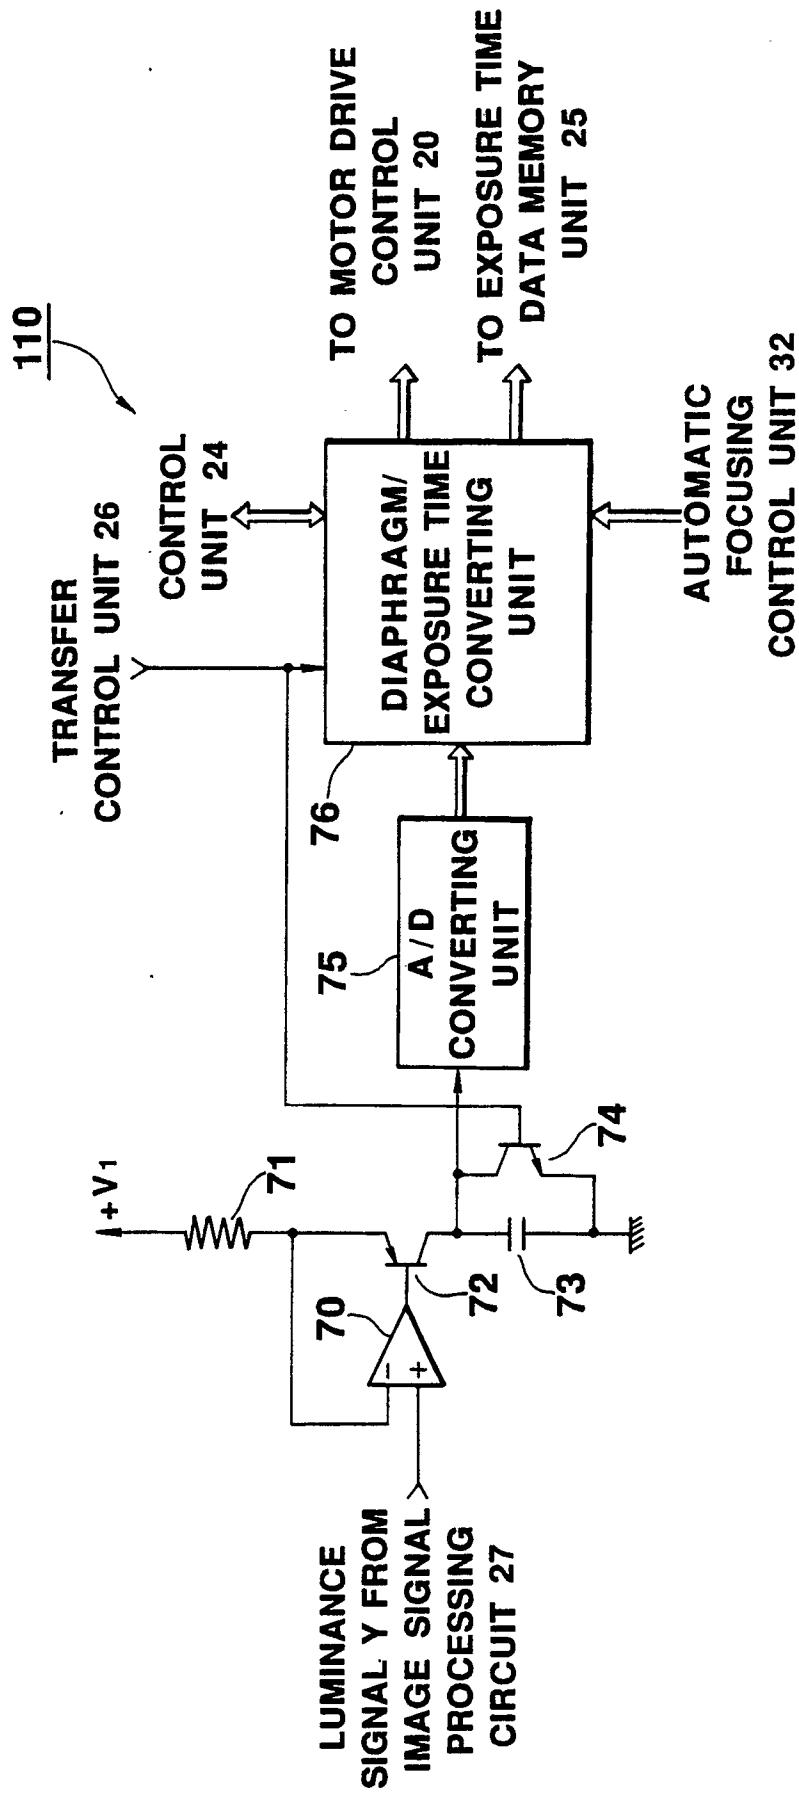 110
TRANSFER
CONTROL UNIT 26
CONTROL
UNIT 24
TO MOTOR DRIVE
CONTROL
UNIT 20
TO EXPOSURE TIME
DATA MEMORY
UNIT 25
+V1
71
70
72
73
74
75
A/D
CONVERTING
UNIT
76
DIAPHRAGM/
EXPOSURE TIME
CONVERTING
UNIT
−
+
LUMINANCE
SIGNAL Y FROM
IMAGE SIGNAL
PROCESSING
CIRCUIT 27
AUTOMATIC
FOCUSING
CONTROL UNIT 32